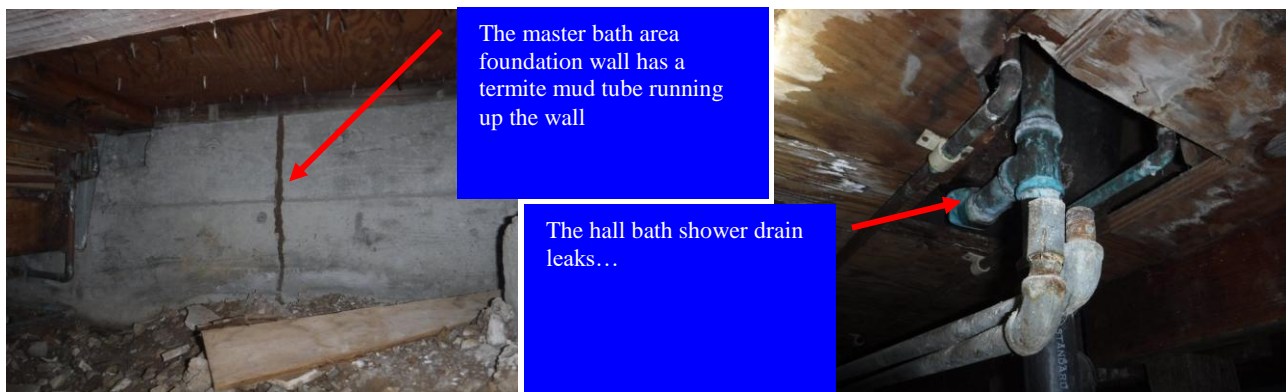 The master bath area
foundation wall has a
termite mud tube running
up the wall
The hall bath shower drain
leaks…